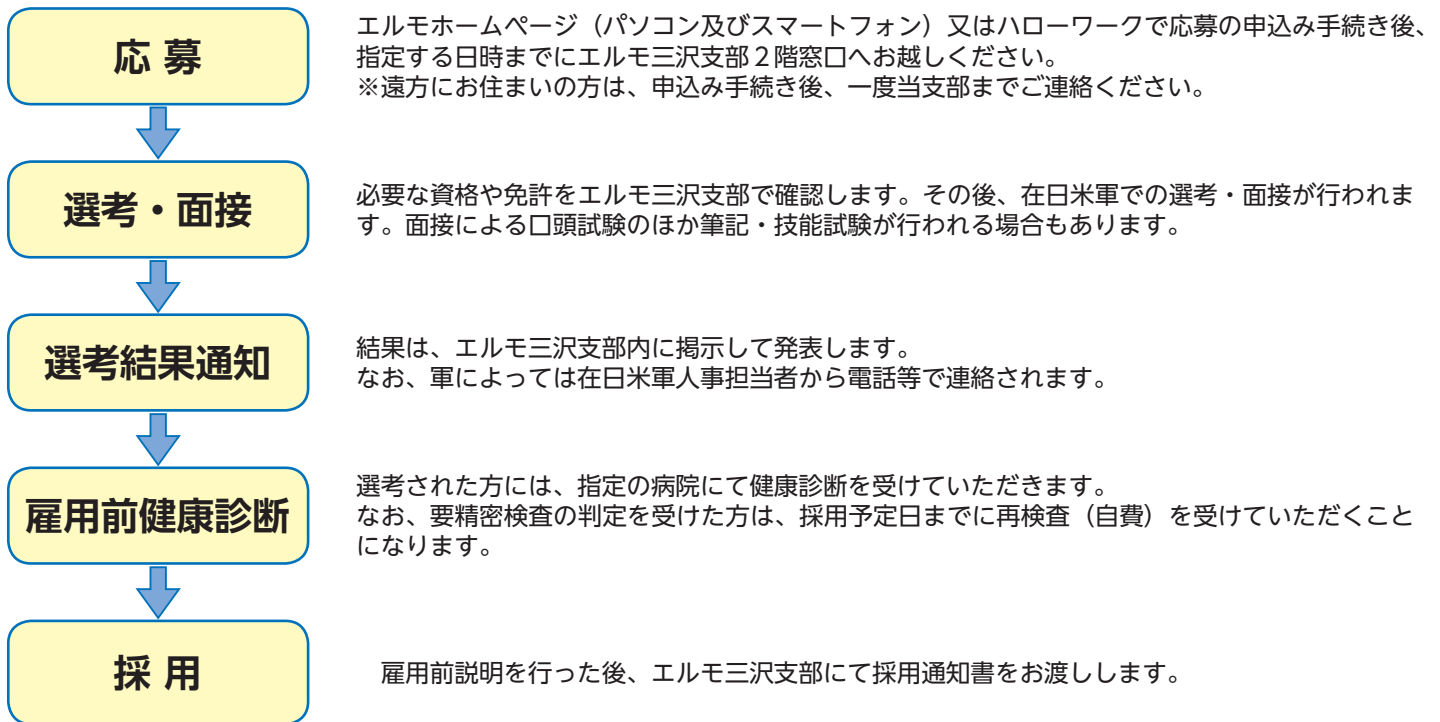 応 募
エルモホームページ（パソコン及びスマートフォン）又はハローワークで応募の申込み手続き後、
指定する日時までにエルモ三沢支部２階窓口へお越しください。
※遠方にお住まいの方は、申込み手続き後、一度当支部までご連絡ください。
選考・面接
必要な資格や免許をエルモ三沢支部で確認します。その後、在日米軍での選考・面接が行われま
す。面接による口頭試験のほか筆記・技能試験が行われる場合もあります。
選考結果通知
結果は、エルモ三沢支部内に掲示して発表します。
なお、軍によっては在日米軍人事担当者から電話等で連絡されます。
雇用前健康診断
選考された方には、指定の病院にて健康診断を受けていただきます。
なお、要精密検査の判定を受けた方は、採用予定日までに再検査（自費）を受けていただくこと
になります。
採 用
雇用前説明を行った後、エルモ三沢支部にて採用通知書をお渡しします。